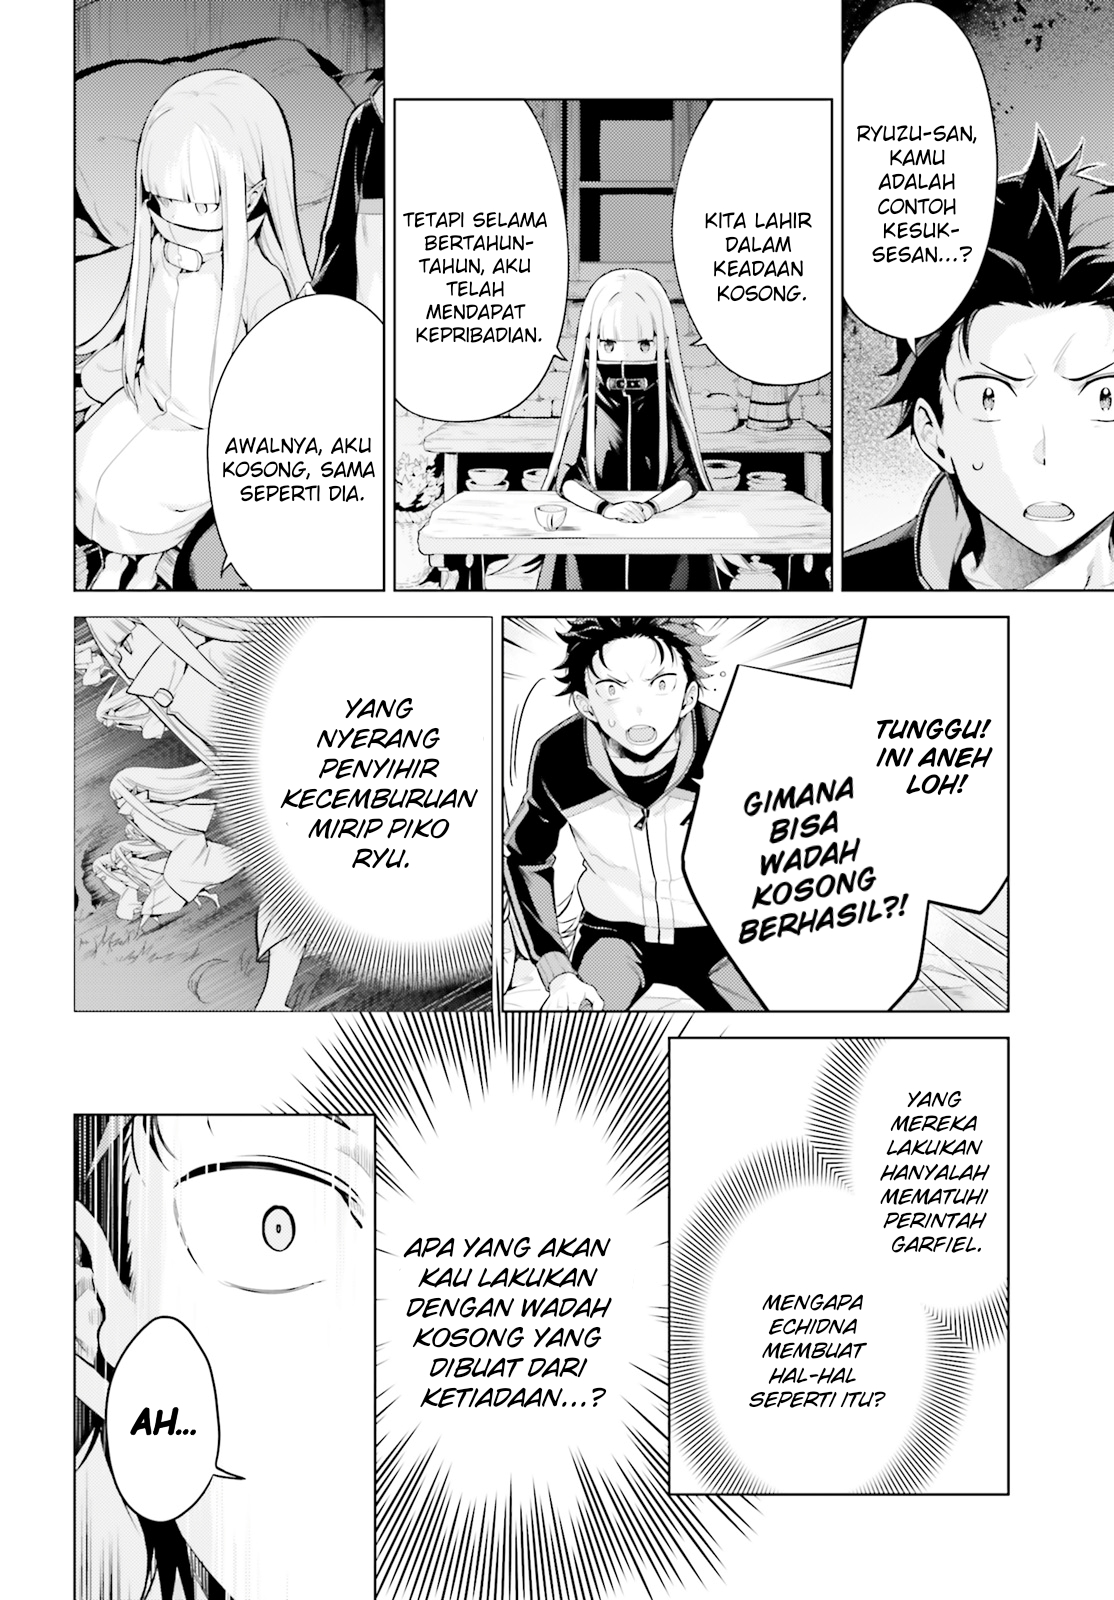 RYUZU-SAN,
KAMU
ADALAH
CONTOH
KESUK-
SESAN...?
KITA LAHIR
DALAM
KEADAAN
KOSONG.
TETAPI SELAMA
BERTAHUN-
TAHUN, AKU
TELAH
MENDAPAT
KEPRIBADIAN.
AWALNYA, AKU
KOSONG, SAMA
SEPERTI DIA.
TUNGGU!
INI ANEH
LOH!
GIMANA
BISA
WADAH
KOSONG
BERHASIL?!
YANG
NYERANG
PENYIHIR
KECEMBURUAN
MIRIP PIKO
RYU.
YANG
MEREKA
LAKUKAN
HANYALAH
MEMATUHI
PERINTAH
GARFIEL.
MENGAPA
ECHIDNA
MEMBUAT
HAL-HAL
SEPERTI ITU?
APA YANG AKAN
KAU LAKUKAN
DENGAN WADAH
KOSONG YANG
DIBUAT DARI
KETIADAAN...?
AH...